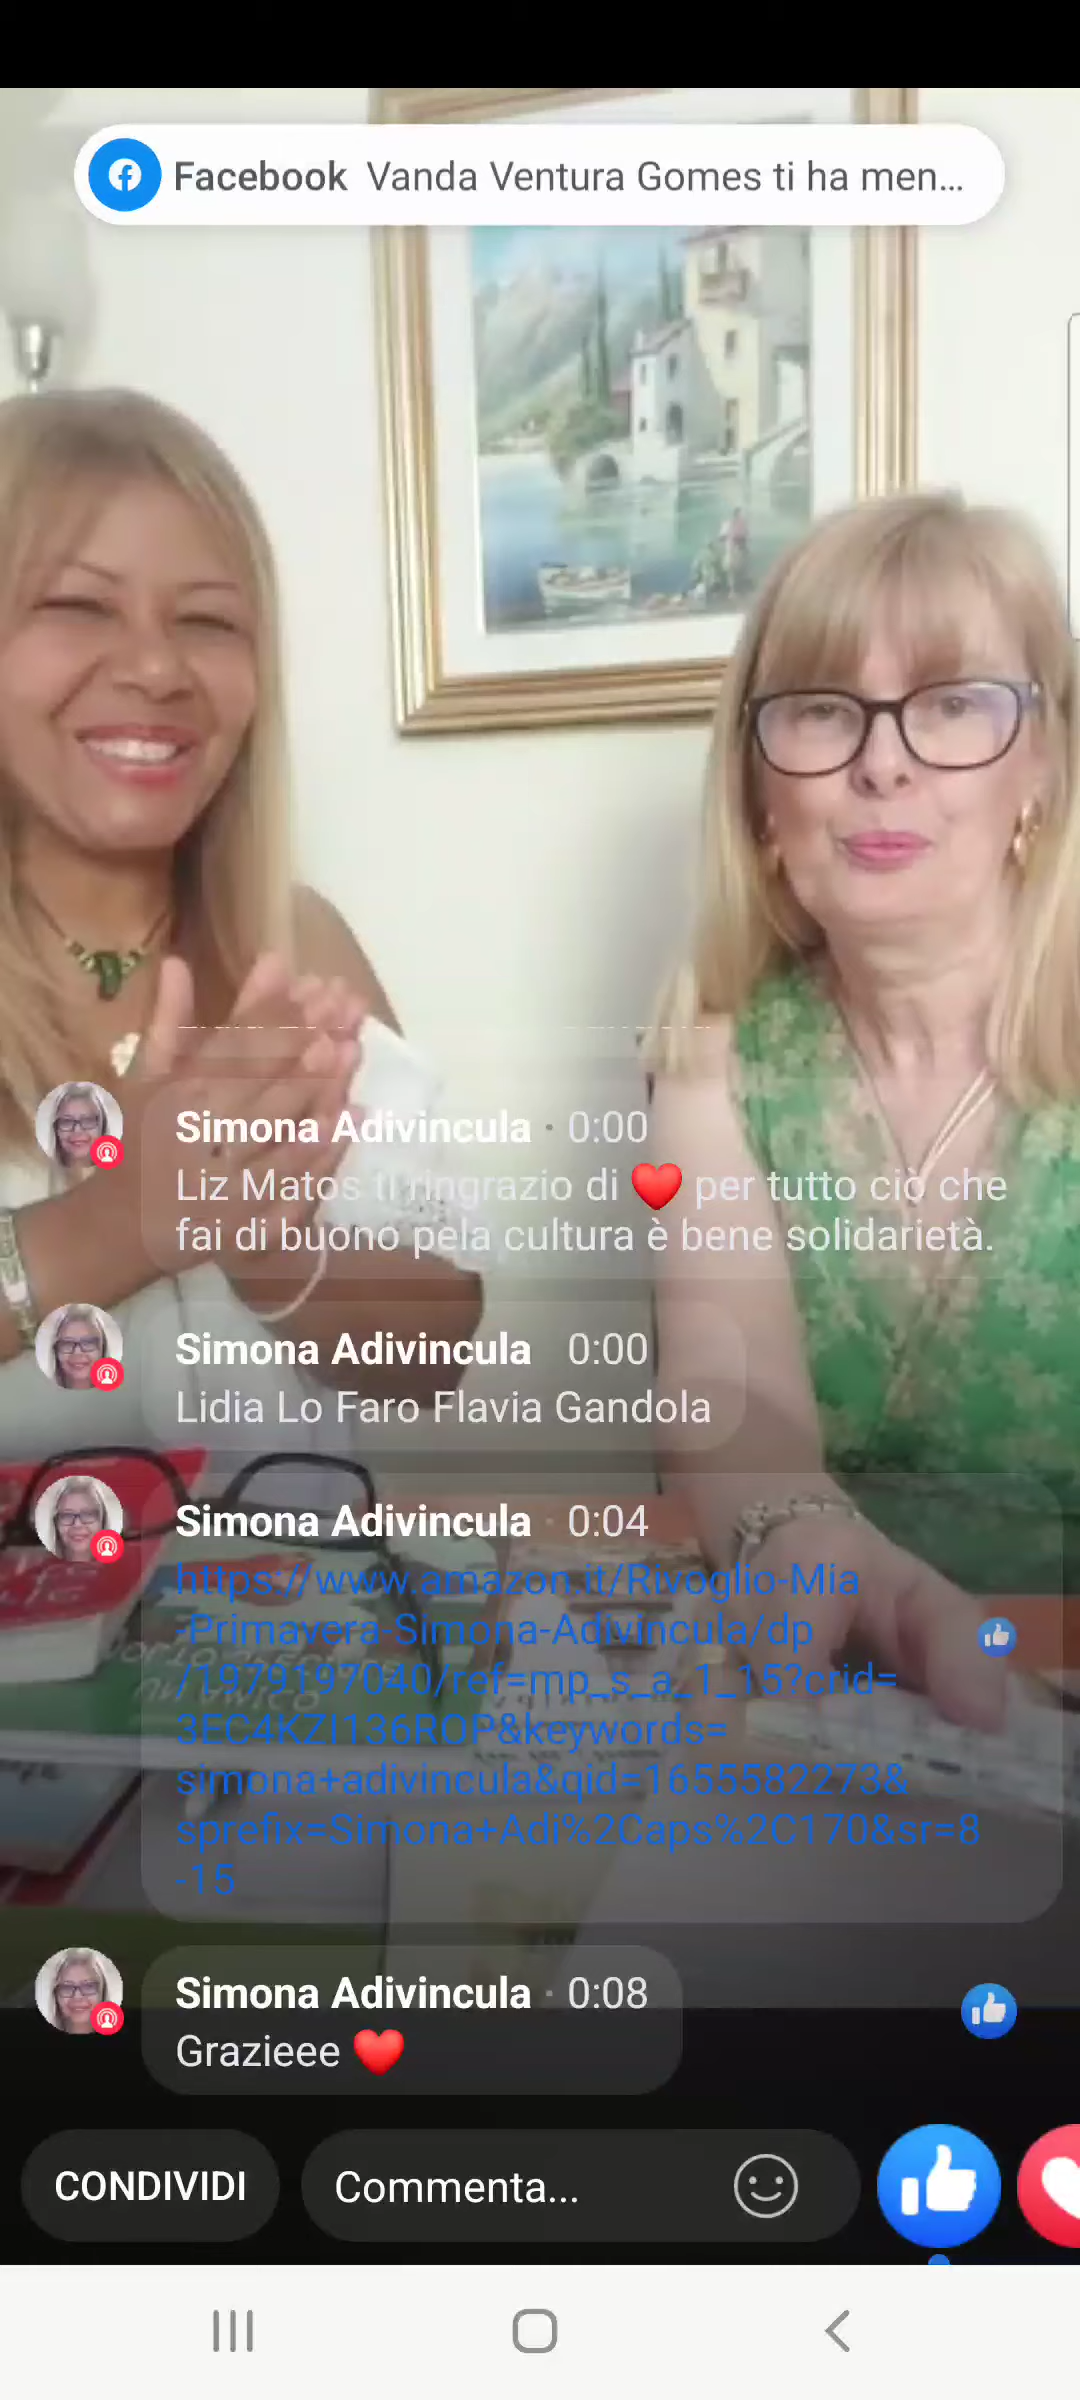 Facebook Vanda Ventura Gomes ti ha men...
Simona Adivincula · 0:00
Liz Matos ti ringrazio di ❤️ per tutto ciò che
fai di buono pela cultura è bene solidarietà.
Simona Adivincula 0:00
Lidia Lo Faro Flavia Gandola
Simona Adivincula · 0:04
https://www.amazon.it/Rivoglio-Mia
-Primavera-Simona-Adivincula/dp
/1979197040/ref=mp_s_a_1_15?crid=
3EC4KZI136ROP&keywords=
simona+adivincula&qid=1655582273&
sprefix=Simona+Adi%2Caps%2C170&sr=8
-15
Simona Adivincula · 0:08
Grazieee ❤️
CONDIVIDI
Commenta...